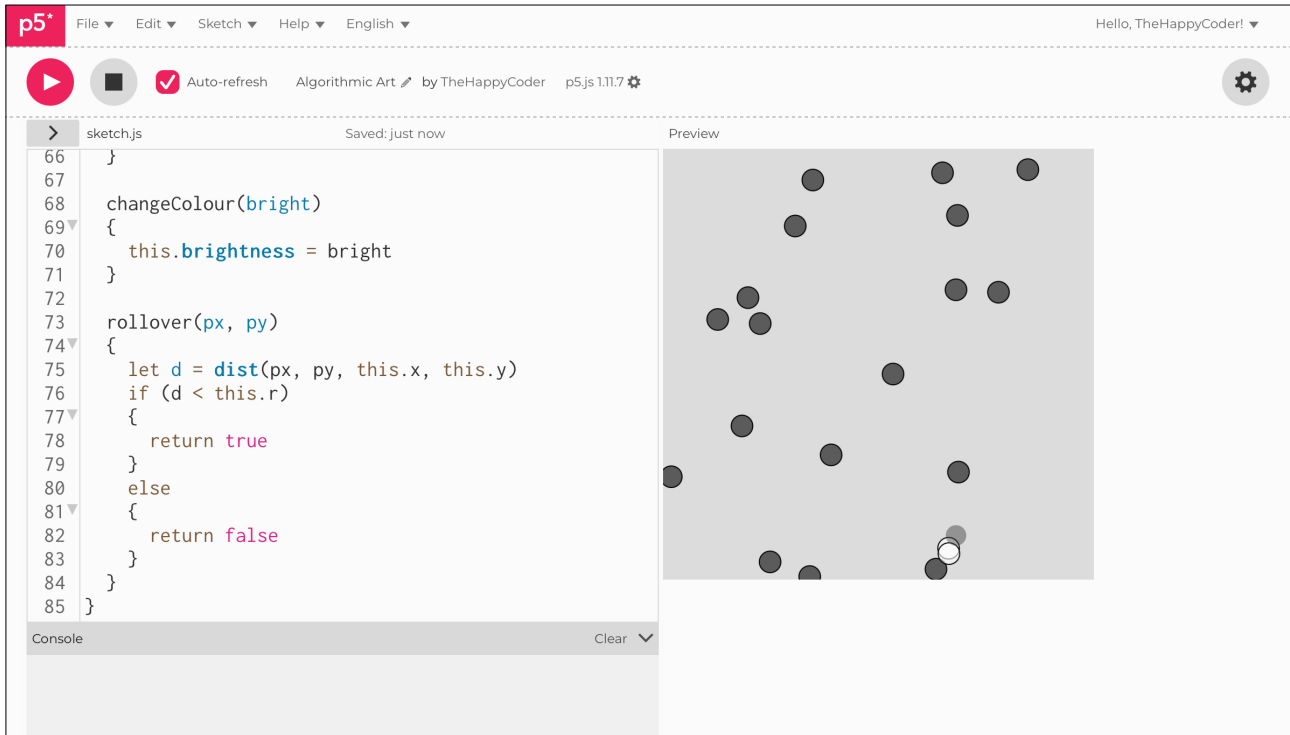 p5* File Edit Sketch Help English Hello, TheHappyCoder!
Auto-refresh Algorithmic Art by TheHappyCoder p5.js 1.11.7
sketch.js Saved: just now Preview
66 }
67
68 changeColour(bright)
69 {
70 this.brightness = bright
71 }
72
73 rollover(px, py)
74 {
75 let d = dist(px, py, this.x, this.y)
76 if (d < this.r)
77 {
78 return true
79 }
80 else
81 {
82 return false
83 }
84 }
85 }
Console Clear